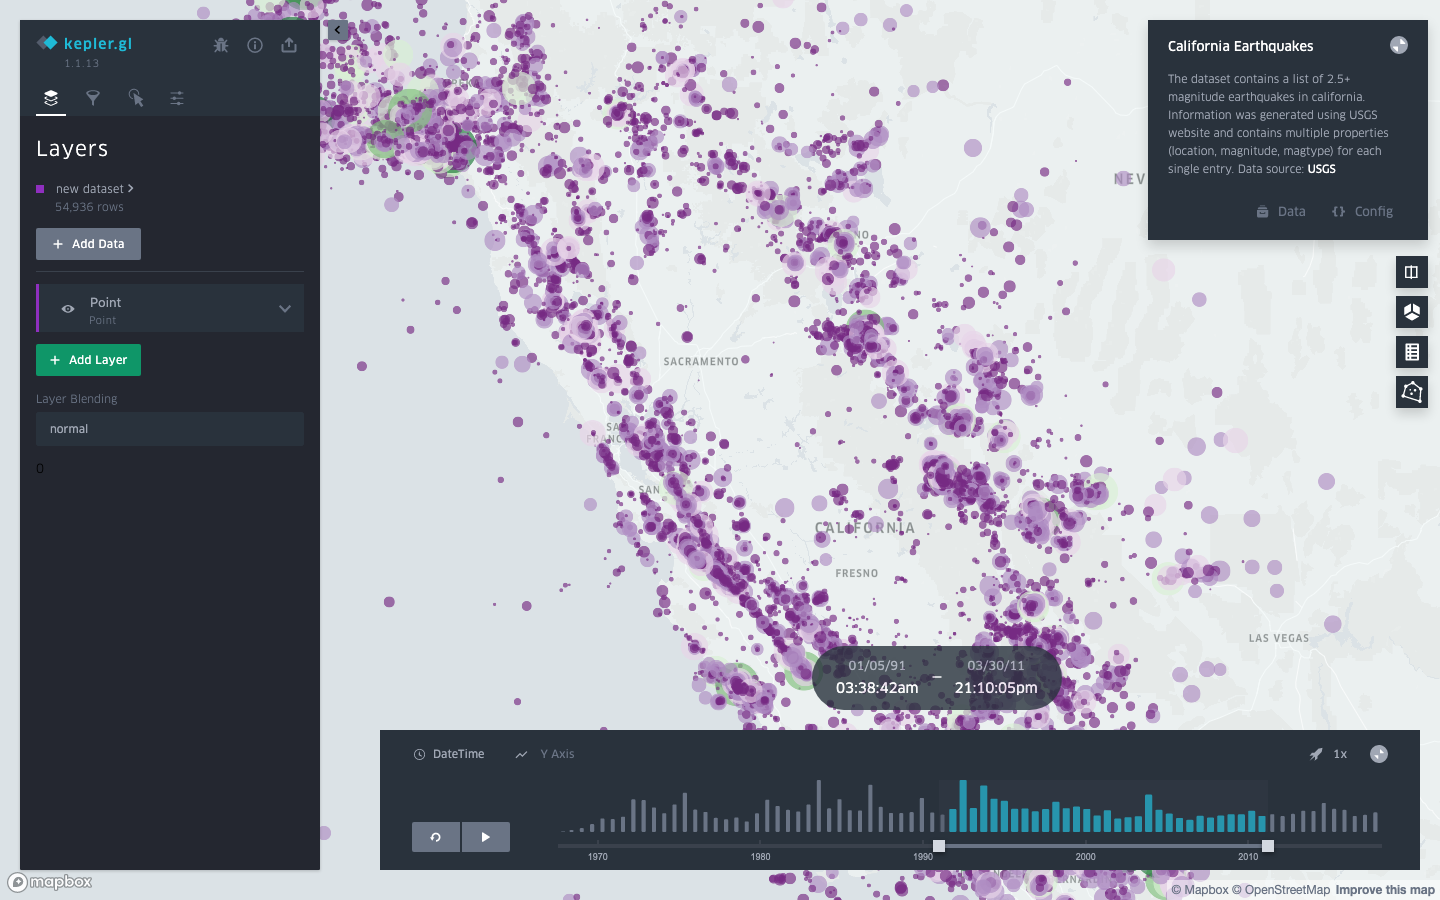 kepler.gl
1.1.13
Layers
new dataset
54,936 rows
+ Add Data
Point
Point
+ Add Layer
Layer Blending
normal
0
California Earthquakes
The dataset contains a list of 2.5+
magnitude earthquakes in california.
Information was generated using USGS
website and contains multiple properties
(location, magnitude, magtype) for each
single entry. Data source: USGS
Data
Config
NEV
NO
SACRAMENTO
SAN
CALIFORNIA
FRESNO
LAS VEGAS
01/05/91
–
03/30/11
03:38:42am
21:10:05pm
DateTime
Y Axis
1x
1970
1980
1990
2000
2010
mapbox
© Mapbox © OpenStreetMap Improve this map